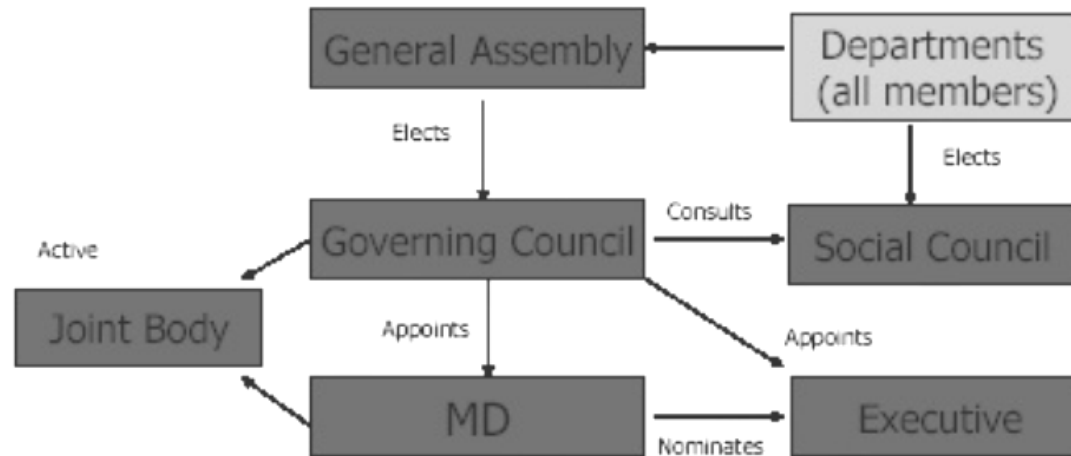 General Assembly
Departments
(all members)
Elects
Elects
Governing Council
Consults
Social Council
Active
Joint Body
Appoints
Appoints
MD
Nominates
Executive